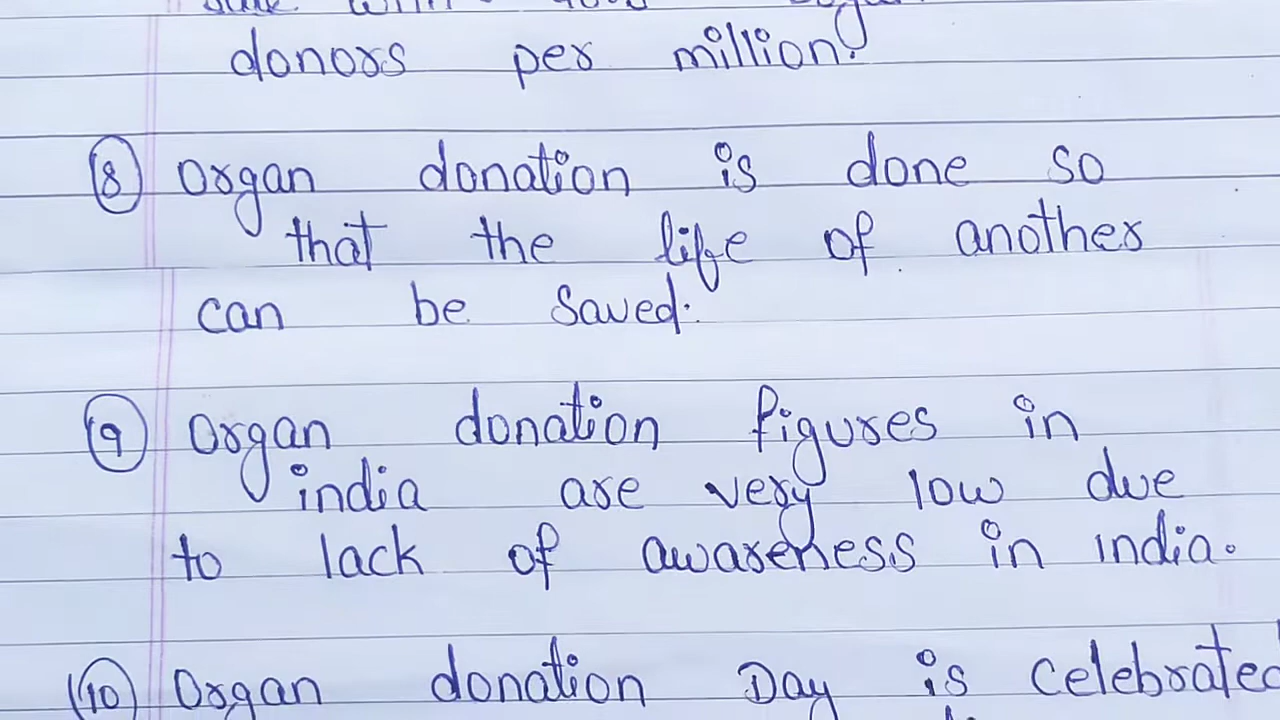 donors per million.
(8) Organ donation is done so
that the life of another
can be saved.
(9) Organ donation figures in
india are very low due
to lack of awareness in india.
(10) Organ donation Day is celebrated